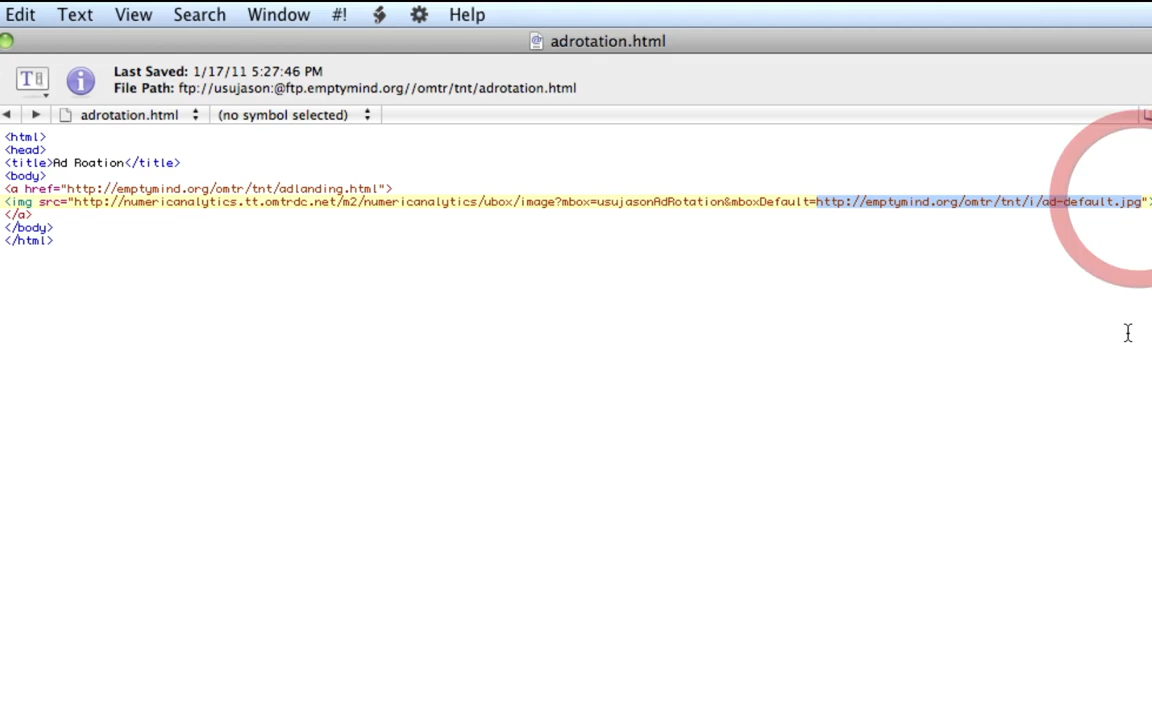 Edit Text View Search Window #! Help
adrotation.html
Last Saved: 1/17/11 5:27:46 PM
File Path: ftp://usujason:@ftp.emptymind.org//omtr/tnt/adrotation.html
adrotation.html (no symbol selected)
<html>
<head>
<title>Ad Roation</title>
<body>
<a href="http://emptymind.org/omtr/tnt/adlanding.html">
<img src="http://numericanalytics.tt.omtrdc.net/m2/numericanalytics/ubox/image?mbox=usujasonAdRotation&mboxDefault=http://emptymind.org/omtr/tnt/i/ad-default.jpg">
</a>
</body>
</html>